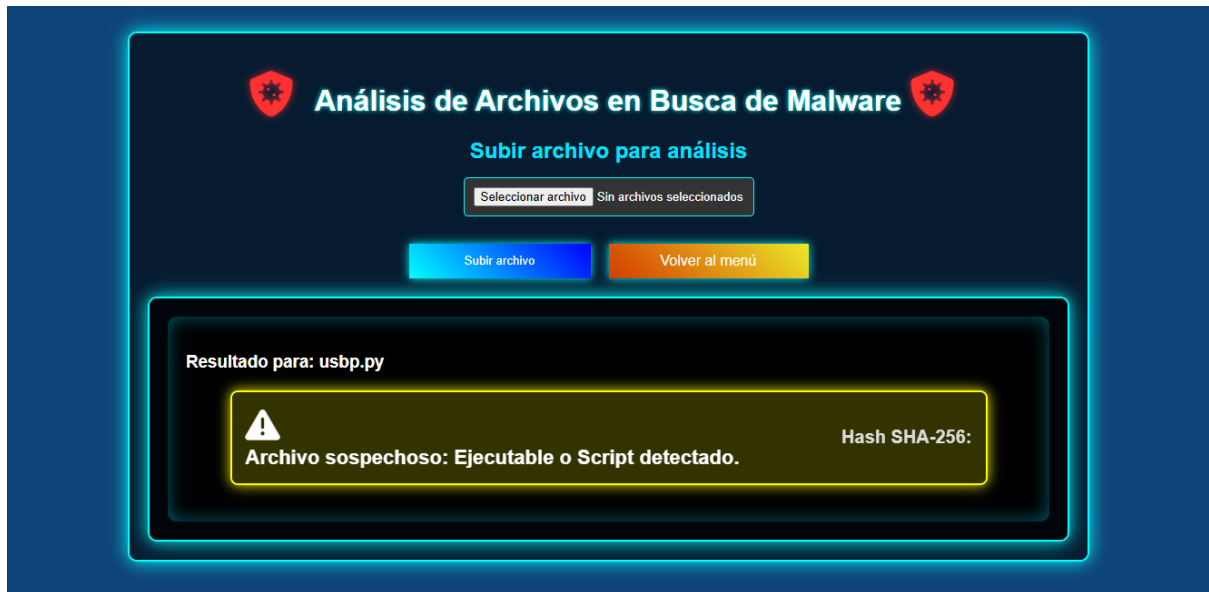 Análisis de Archivos en Busca de Malware
Subir archivo para análisis
Seleccionar archivo Sin archivos seleccionados
Subir archivo Volver al menú
Resultado para: usbp.py
Hash SHA-256:
Archivo sospechoso: Ejecutable o Script detectado.